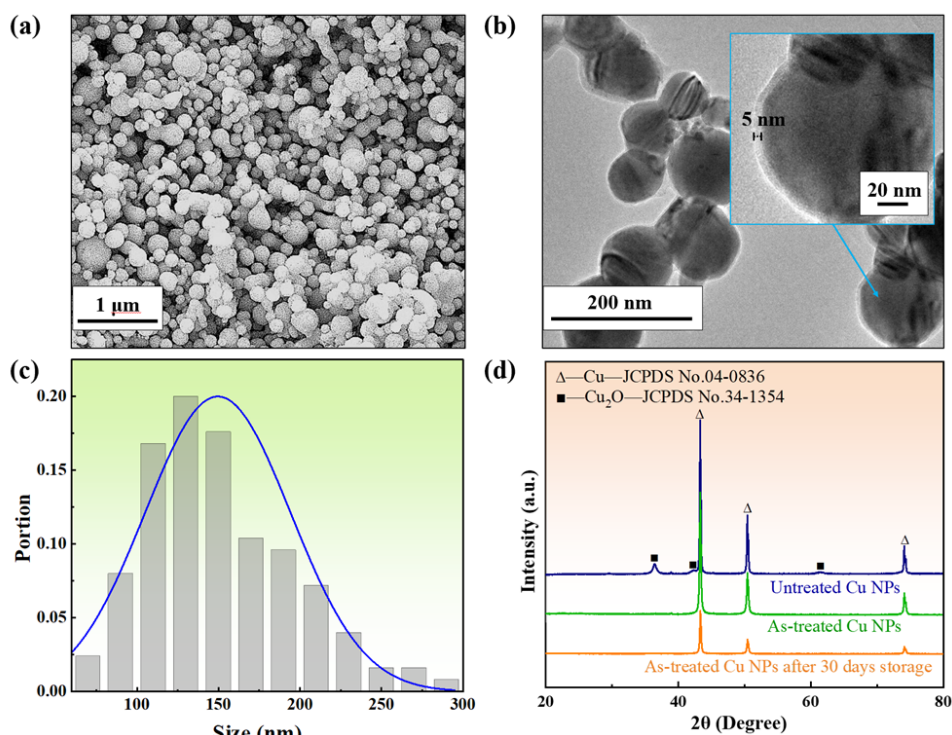 (a)
1 μm
(b)
5 nm
20 nm
200 nm
(c)
0.20
0.15
0.10
0.05
0.00
Portion
100
150
200
250
300
Size (nm)
(d)
Δ—Cu—JCPDS No.04-0836
■—Cu₂O—JCPDS No.34-1354
Δ
Δ
Δ
■
■
■
Untreated Cu NPs
As-treated Cu NPs
As-treated Cu NPs after 30 days storage
Intensity (a.u.)
20
40
60
80
2θ (Degree)